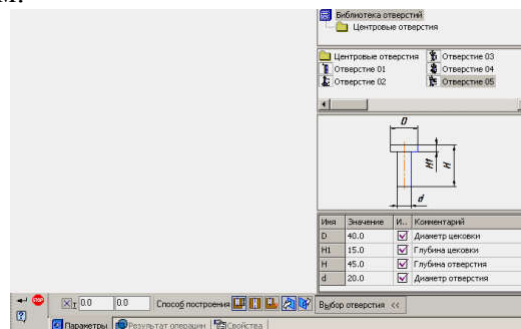 м.
Библиотека отверстий
Центровые отверстия
Центровые отверстия
Отверстие 01
Отверстие 02
Отверстие 03
Отверстие 04
Отверстие 05
D
H1
H
d
Имя Значение И.. Комментарий
D 40.0 Диаметр цековки
H1 15.0 Глубина цековки
H 45.0 Глубина отверстия
d 20.0 Диаметр отверстия
STOP т 0.0 0.0 Способ построения Выбор отверстия <<
Параметры Результат операции Свойства